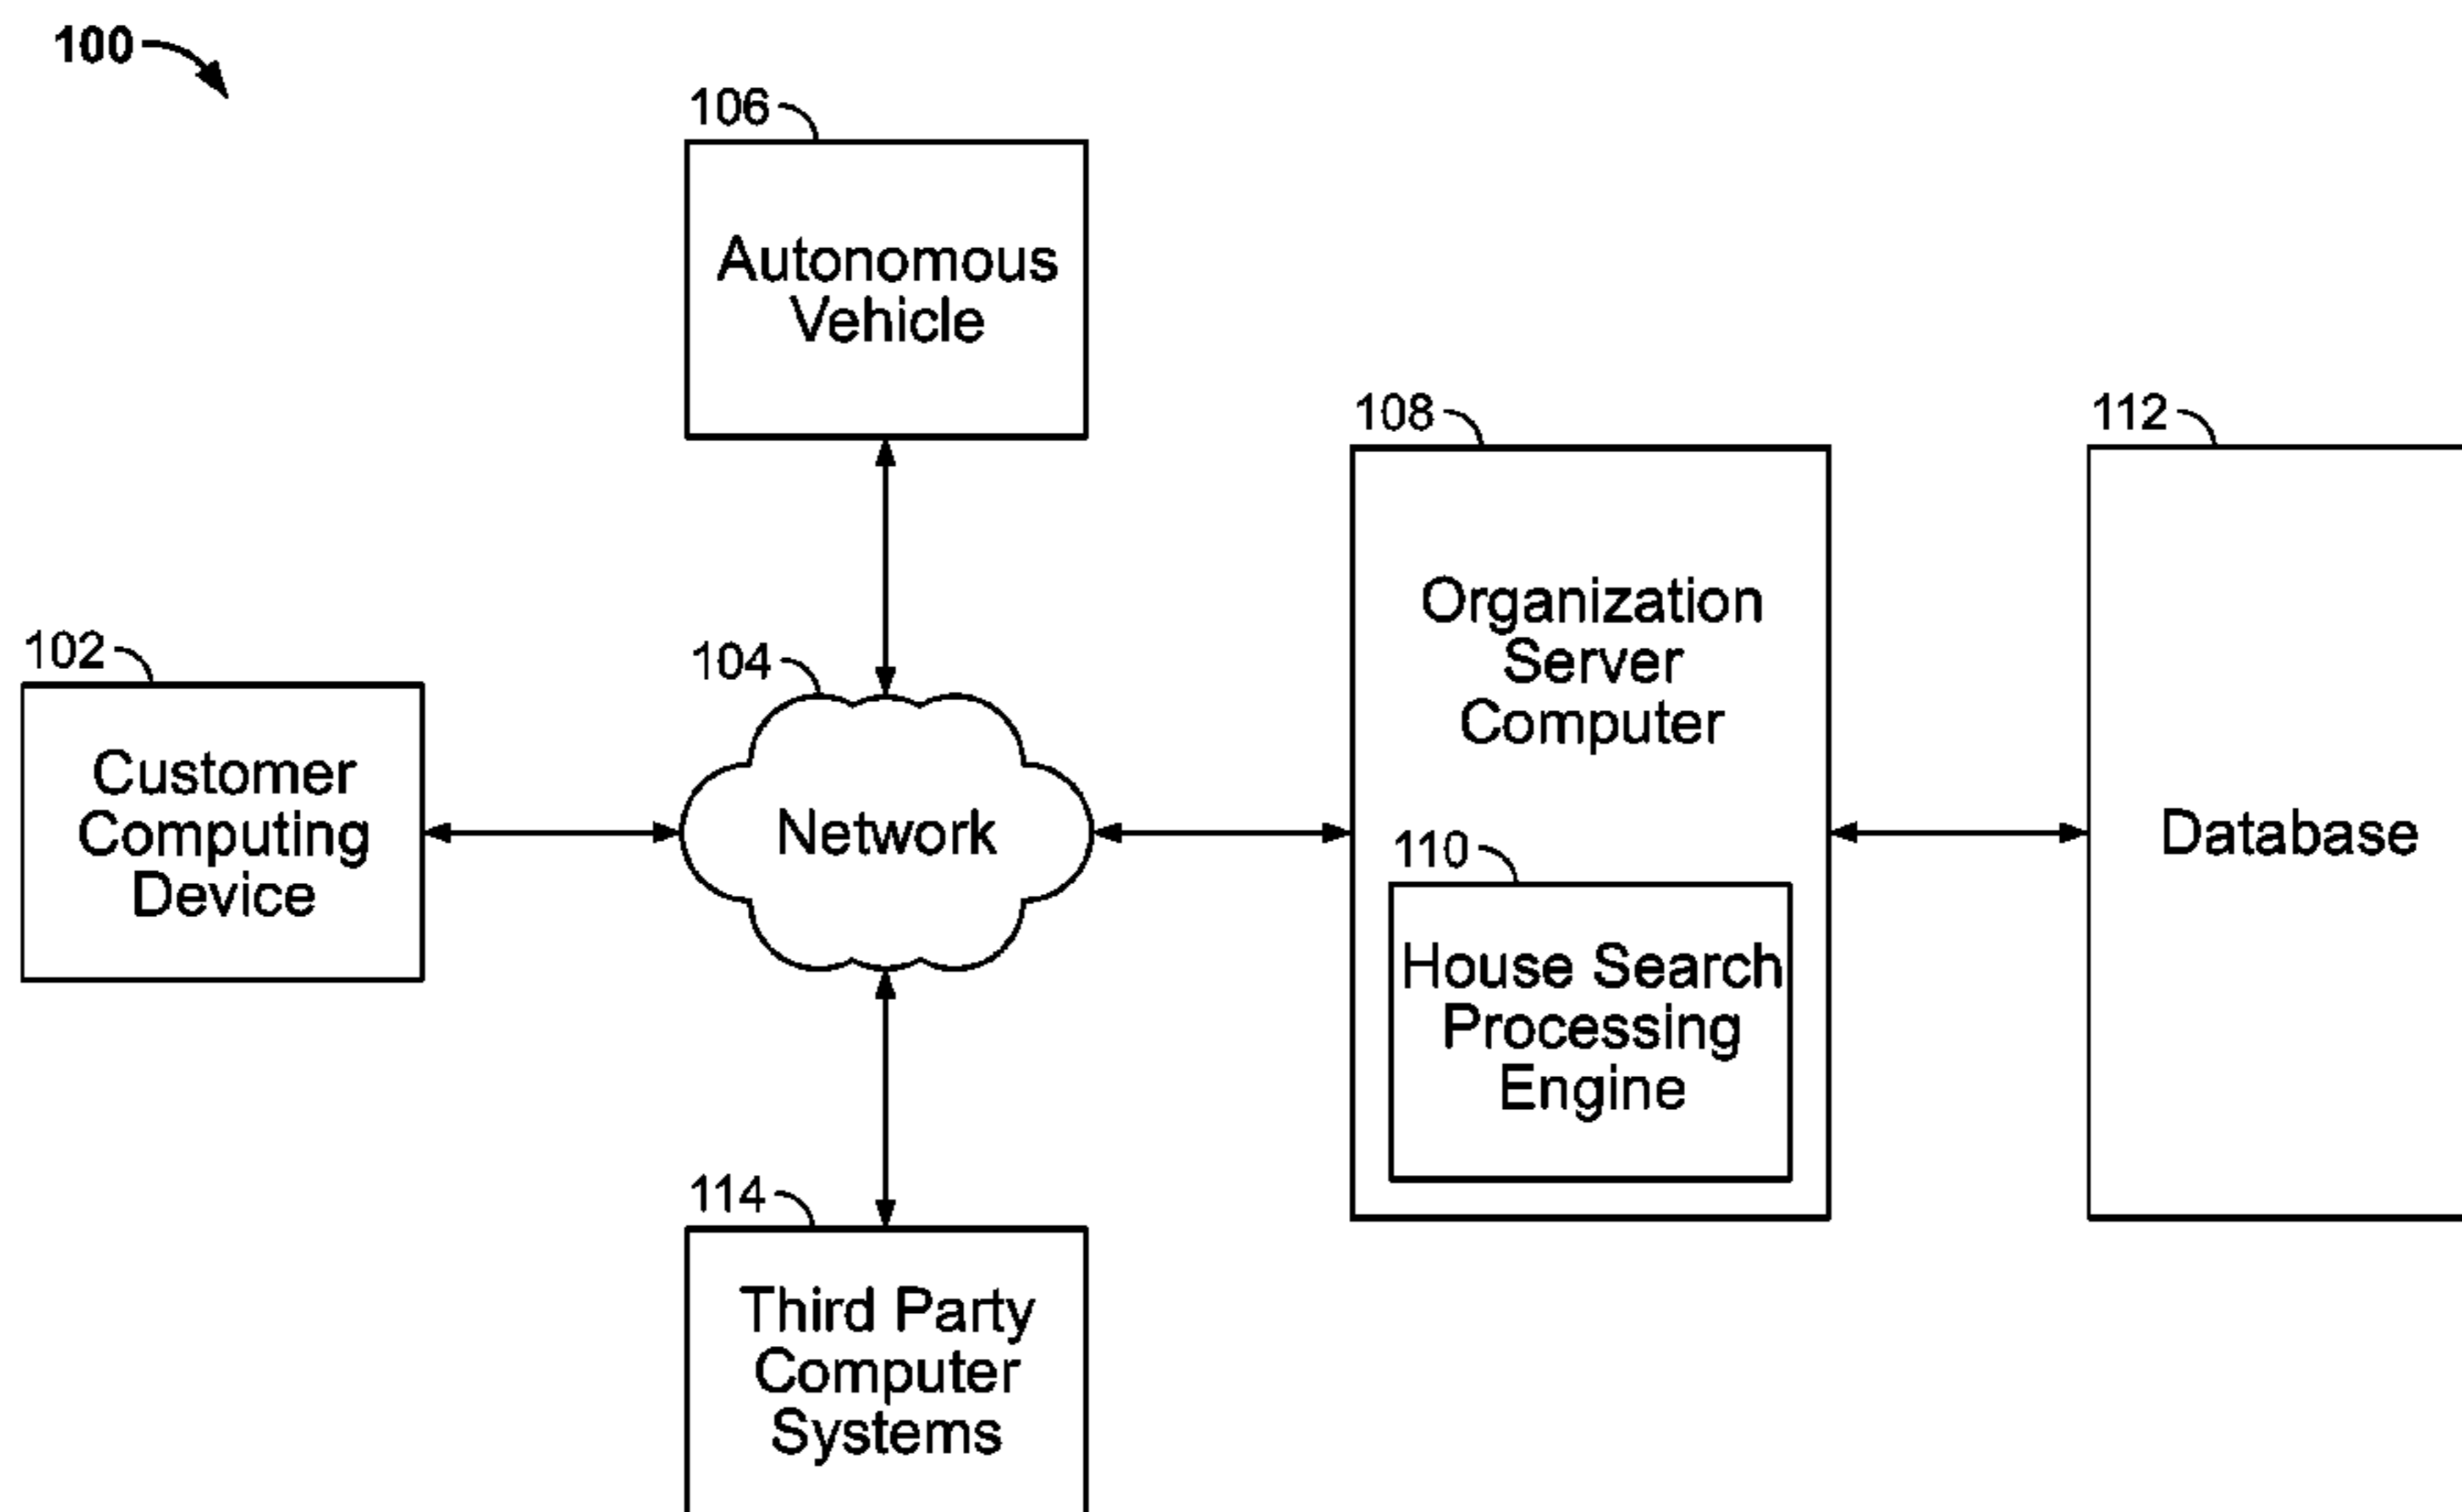 100
106
Autonomous
Vehicle
108
Organization
Server
Computer
112
Database
102
Customer
Computing
Device
104
Network
110
House Search
Processing
Engine
114
Third Party
Computer
Systems